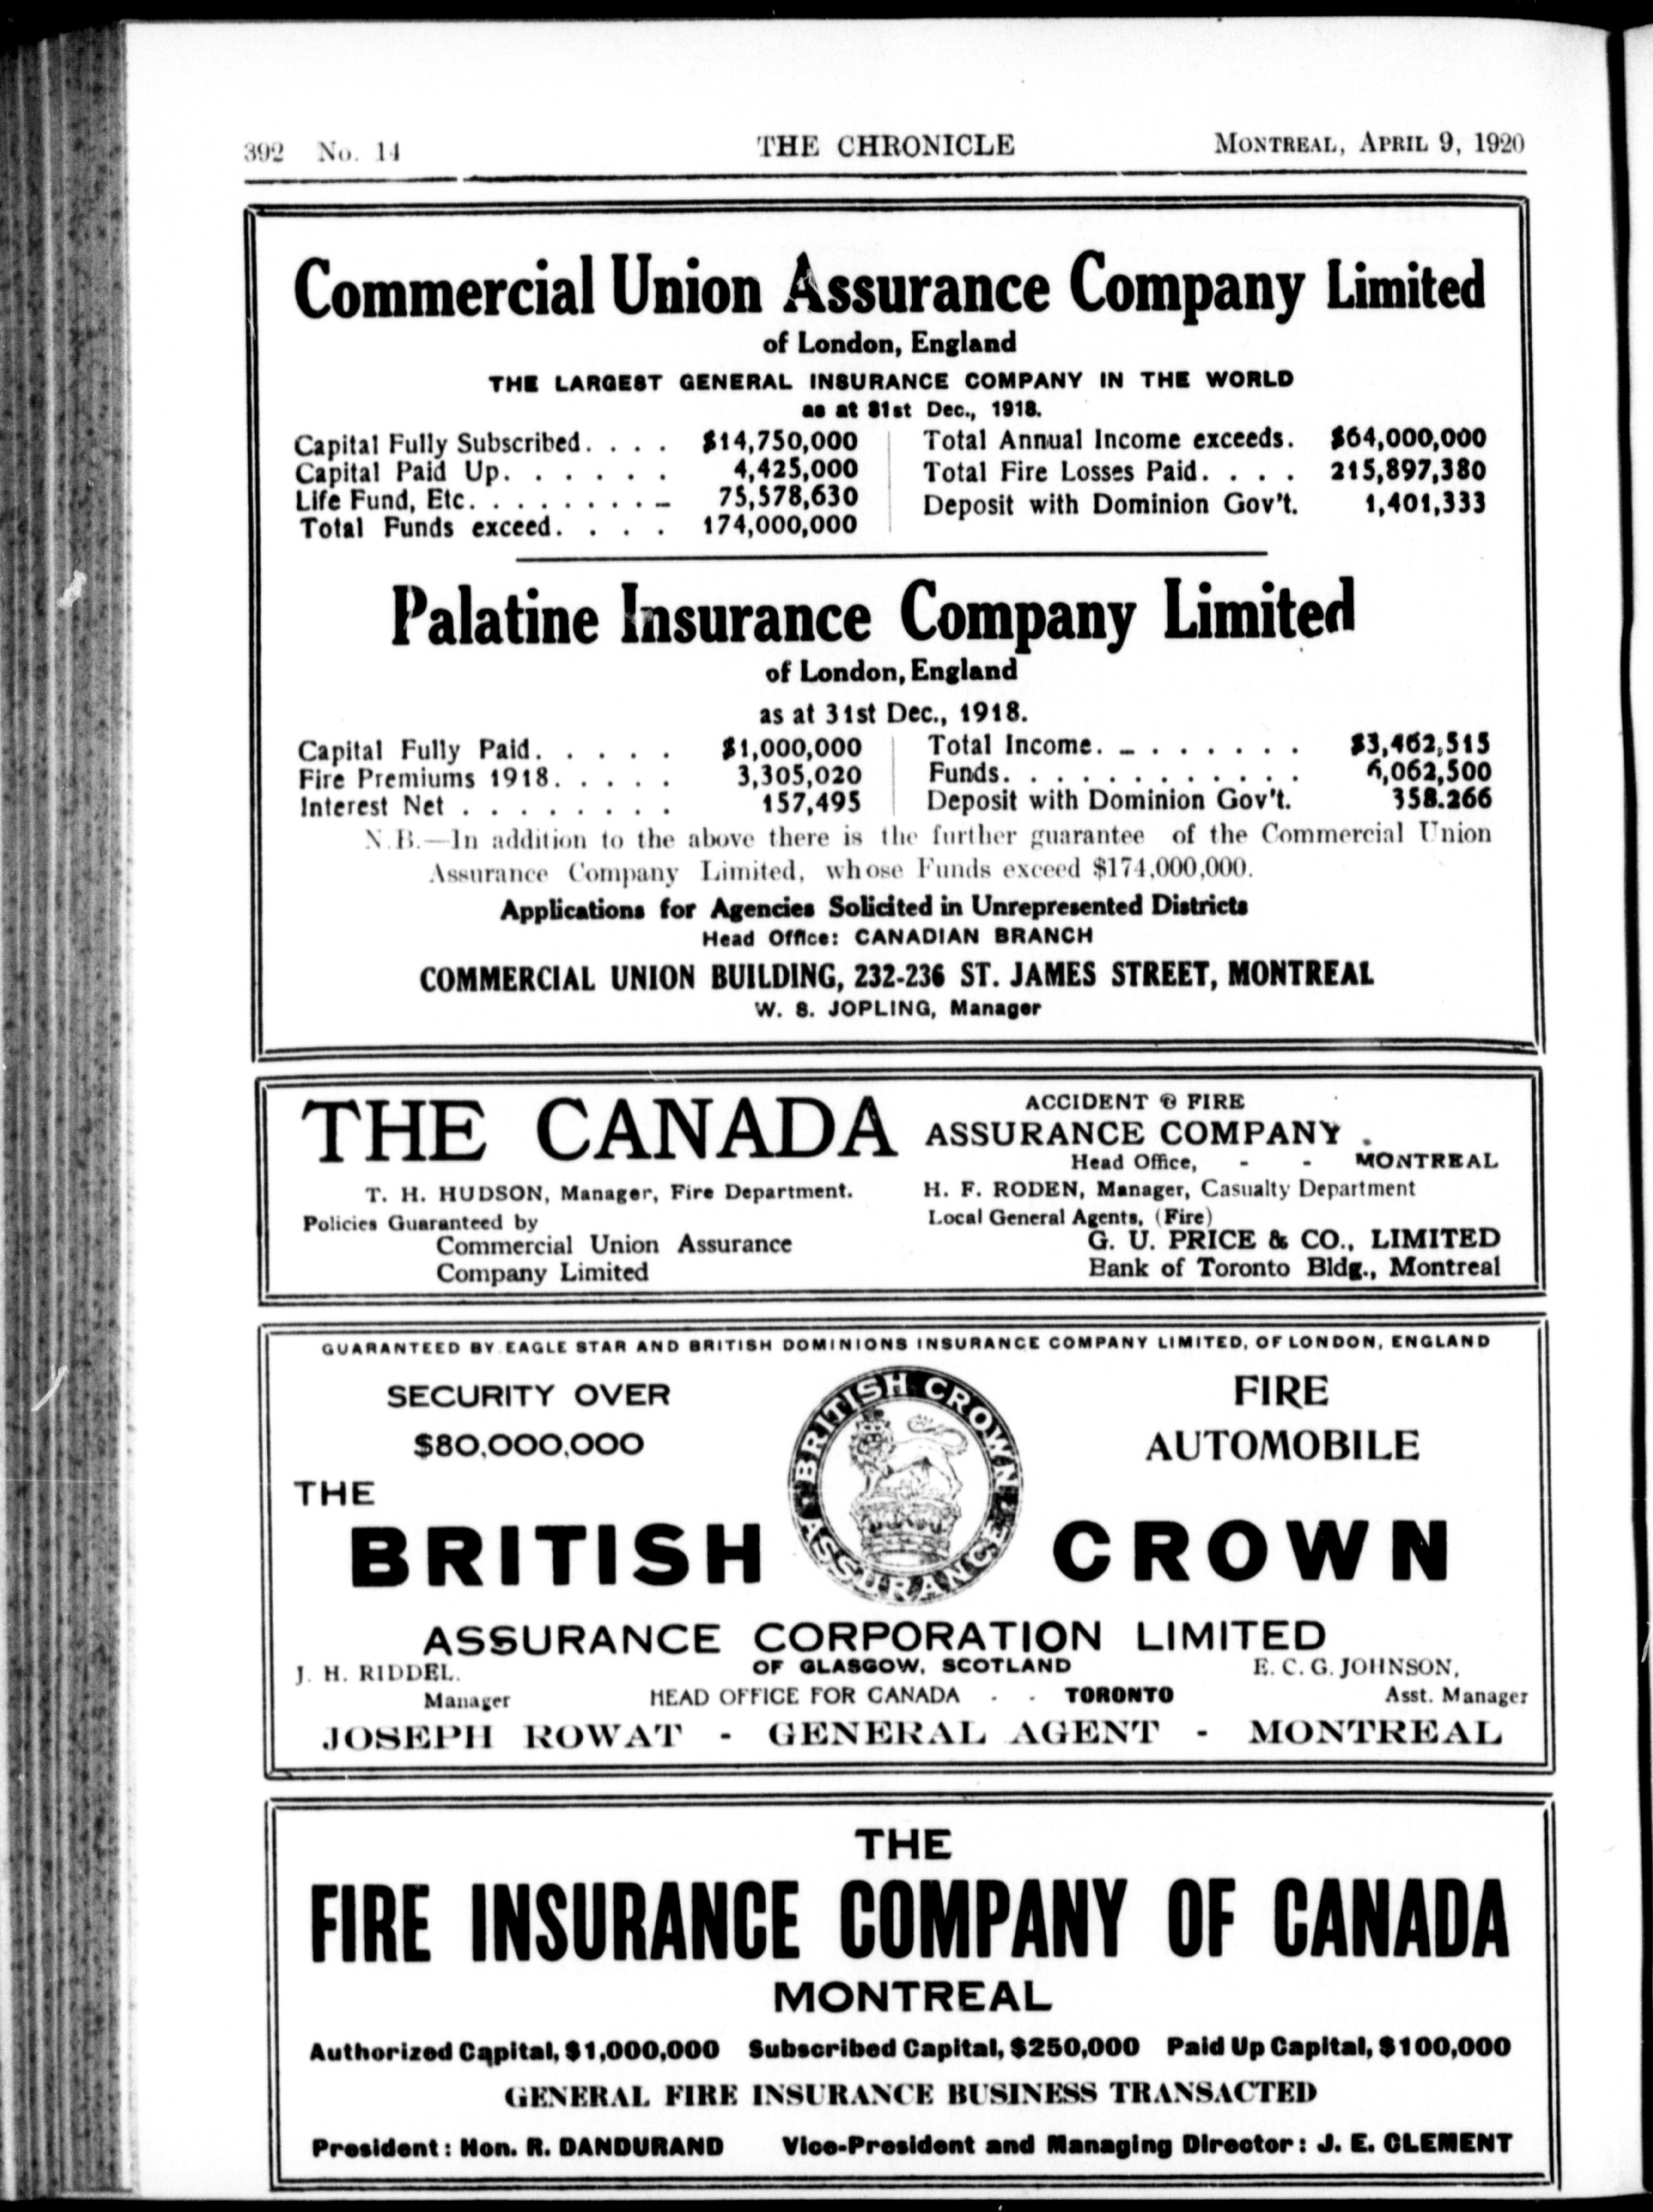 392 No. 14 THE CHRONICLE MONTREAL, APRIL 9, 1920
Commercial Union Assurance Company Limited
of London, England
THE LARGEST GENERAL INSURANCE COMPANY IN THE WORLD
as at 31st Dec., 1918.
Capital Fully Subscribed. . . . $14,750,000
Capital Paid Up. . . . . . 4,425,000
Life Fund, Etc. . . . . . . . 75,578,630
Total Funds exceed. . . . 174,000,000
Total Annual Income exceeds. $64,000,000
Total Fire Losses Paid. . . . 215,897,380
Deposit with Dominion Gov't. 1,401,333
Palatine Insurance Company Limited
of London, England
as at 31st Dec., 1918.
Capital Fully Paid. . . . . $1,000,000
Fire Premiums 1918. . . . . 3,305,020
Interest Net . . . . . . . . 157,495
Total Income. . . . . . . . $3,462,515
Funds. . . . . . . . . . . . 6,062,500
Deposit with Dominion Gov't. 358.266
N.B.—In addition to the above there is the further guarantee of the Commercial Union
Assurance Company Limited, whose Funds exceed $174,000,000.
Applications for Agencies Solicited in Unrepresented Districts
Head Office: CANADIAN BRANCH
COMMERCIAL UNION BUILDING, 232-236 ST. JAMES STREET, MONTREAL
W. S. JOPLING, Manager
THE CANADA
ACCIDENT & FIRE
ASSURANCE COMPANY
Head Office, - - MONTREAL
T. H. HUDSON, Manager, Fire Department.
H. F. RODEN, Manager, Casualty Department
Policies Guaranteed by
Commercial Union Assurance
Company Limited
Local General Agents, (Fire)
G. U. PRICE & CO., LIMITED
Bank of Toronto Bldg., Montreal
GUARANTEED BY EAGLE STAR AND BRITISH DOMINIONS INSURANCE COMPANY LIMITED, OF LONDON, ENGLAND
SECURITY OVER
$80,000,000
BRITISH CROWN
ASSURANCE
FIRE
AUTOMOBILE
THE
BRITISH CROWN
ASSURANCE CORPORATION LIMITED
OF GLASGOW, SCOTLAND
J. H. RIDDEL.
Manager
HEAD OFFICE FOR CANADA - - TORONTO
E. C. G. JOHNSON,
Asst. Manager
JOSEPH ROWAT - GENERAL AGENT - MONTREAL
THE
FIRE INSURANCE COMPANY OF CANADA
MONTREAL
Authorized Capital, $1,000,000 Subscribed Capital, $250,000 Paid Up Capital, $100,000
GENERAL FIRE INSURANCE BUSINESS TRANSACTED
President: Hon. R. DANDURAND Vice-President and Managing Director: J. E. CLEMENT